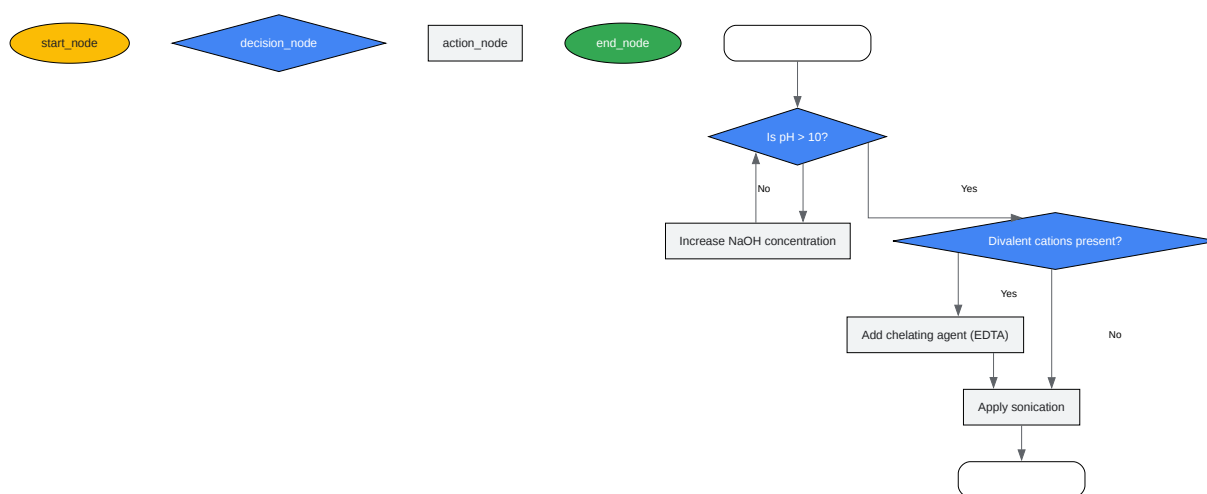 start_node
decision_node
action_node
end_node
Is pH > 10?
No
Yes
Increase NaOH concentration
Divalent cations present?
Yes
Add chelating agent (EDTA)
No
Apply sonication